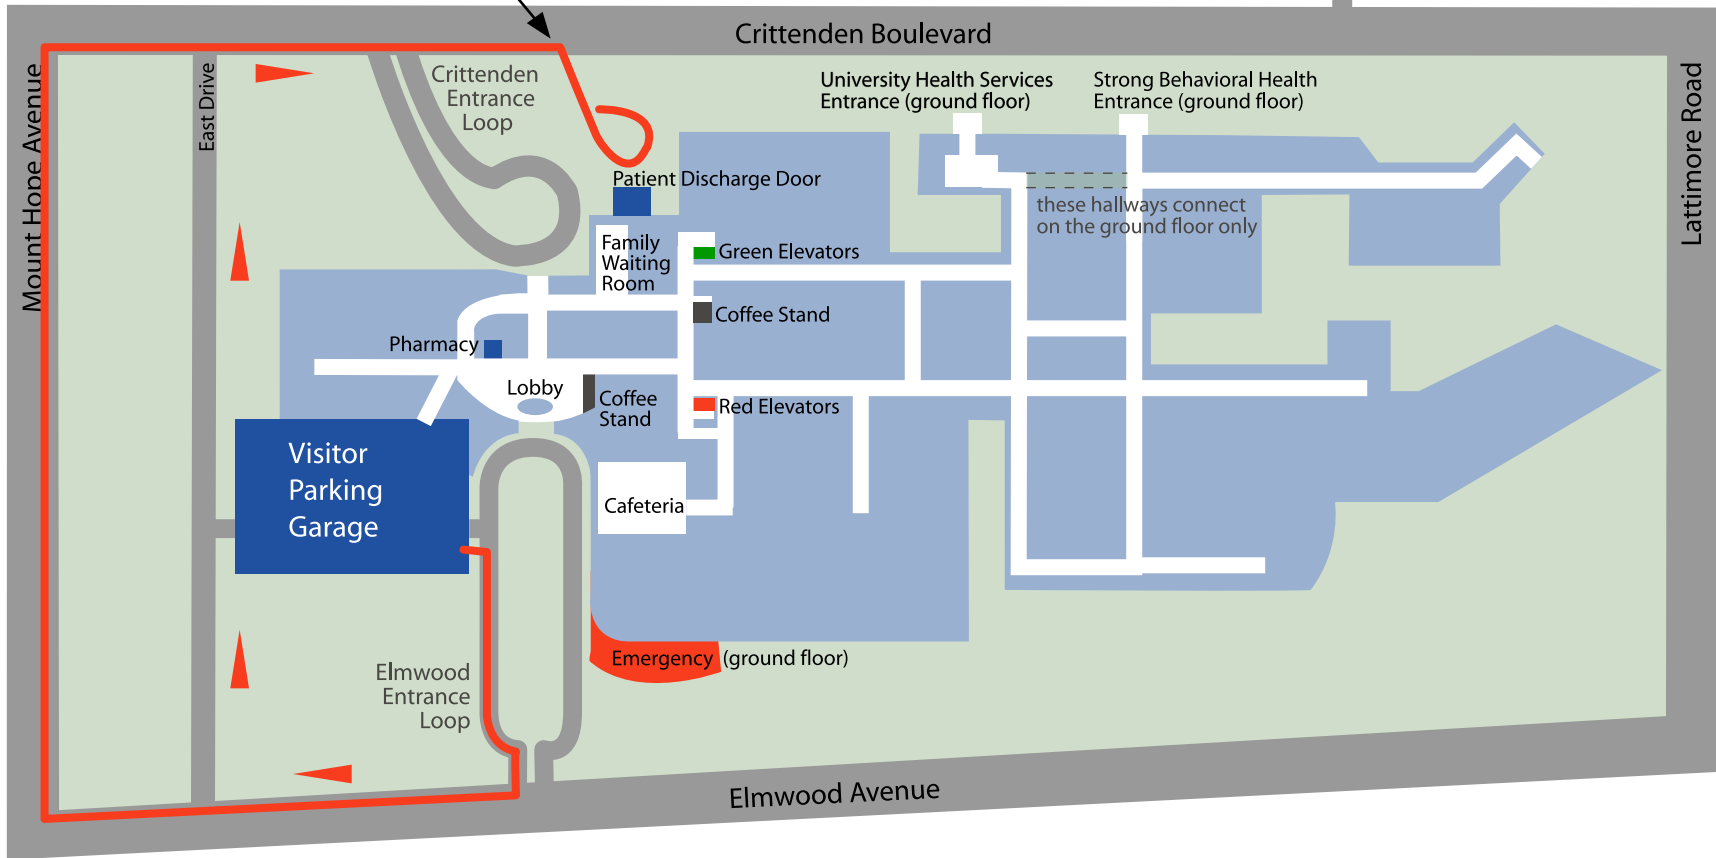 Crittenden Boulevard
Mount Hope Avenue
East Drive
Lattimore Road
Crittenden
Entrance
Loop
University Health Services
Entrance (ground floor)
Strong Behavioral Health
Entrance (ground floor)
Patient Discharge Door
these hallways connect
on the ground floor only
Family
Waiting
Room
Green Elevators
Coffee Stand
Pharmacy
Lobby
Coffee
Stand
Red Elevators
Visitor
Parking
Garage
Cafeteria
Emergency (ground floor)
Elmwood
Entrance
Loop
Elmwood Avenue